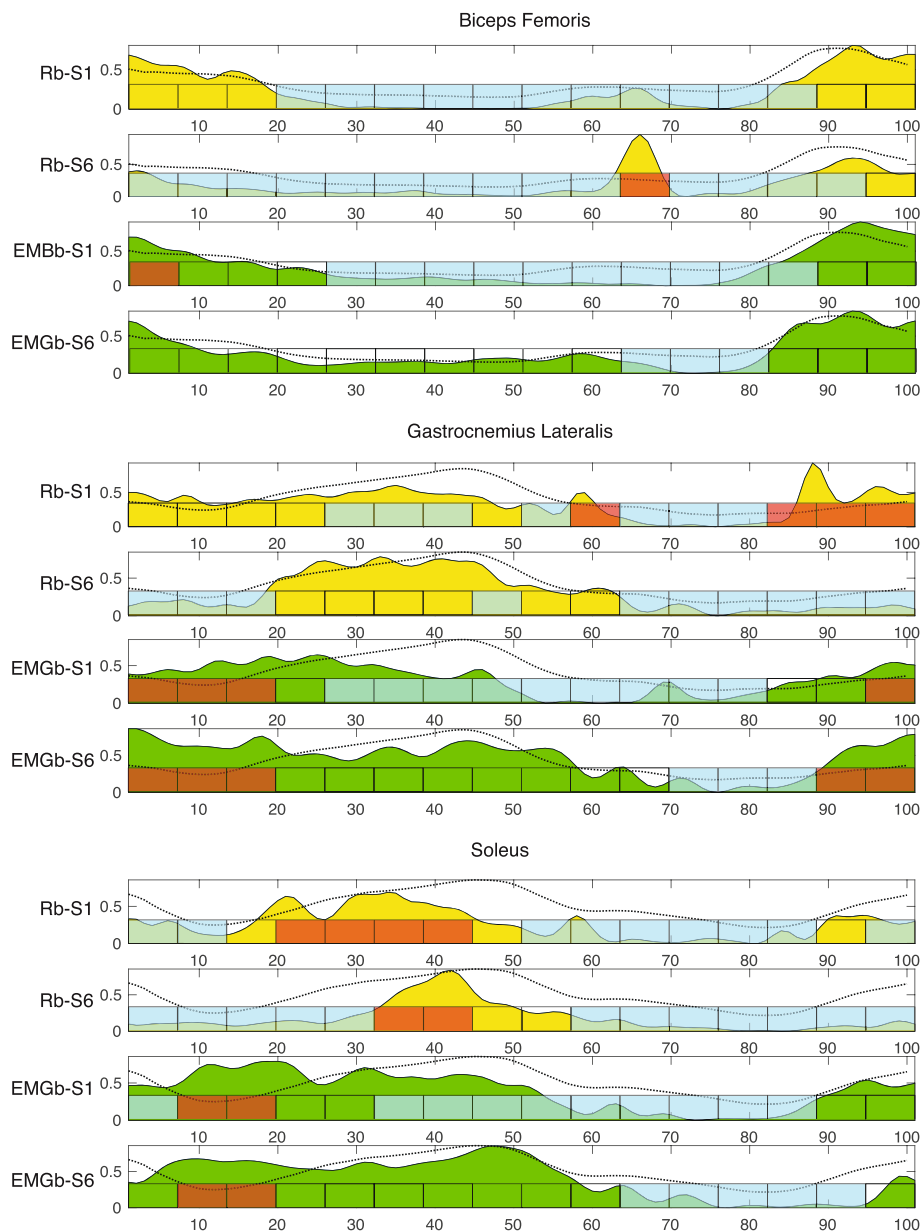 Biceps Femoris
Rb-S1 0.5
0
10 20 30 40 50 60 70 80 90 100
Rb-S6 0.5
0
10 20 30 40 50 60 70 80 90 100
EMBb-S1 0.5
0
10 20 30 40 50 60 70 80 90 100
EMGb-S6 0.5
0
10 20 30 40 50 60 70 80 90 100
Gastrocnemius Lateralis
Rb-S1 0.5
0
10 20 30 40 50 60 70 80 90 100
Rb-S6 0.5
0
10 20 30 40 50 60 70 80 90 100
EMGb-S1 0.5
0
10 20 30 40 50 60 70 80 90 100
EMGb-S6 0.5
0
10 20 30 40 50 60 70 80 90 100
Soleus
Rb-S1 0.5
0
10 20 30 40 50 60 70 80 90 100
Rb-S6 0.5
0
10 20 30 40 50 60 70 80 90 100
EMGb-S1 0.5
0
10 20 30 40 50 60 70 80 90 100
EMGb-S6 0.5
0
10 20 30 40 50 60 70 80 90 100